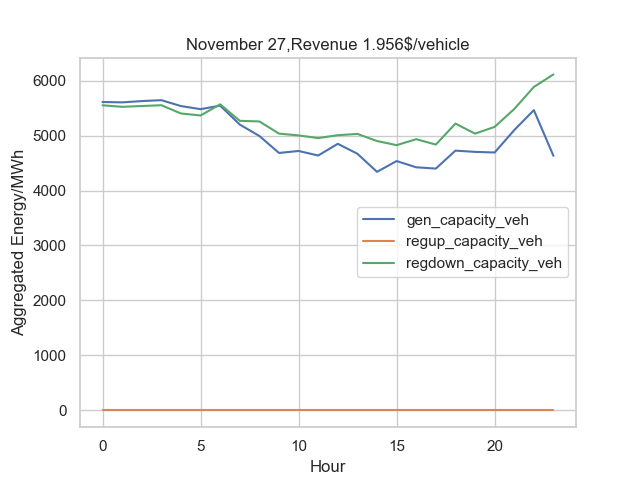 November 27,Revenue 1.956$/vehicle
Aggregated Energy/MWh
6000
5000
4000
3000
2000
1000
0
gen_capacity_veh
regup_capacity_veh
regdown_capacity_veh
0 5 10 15 20
Hour